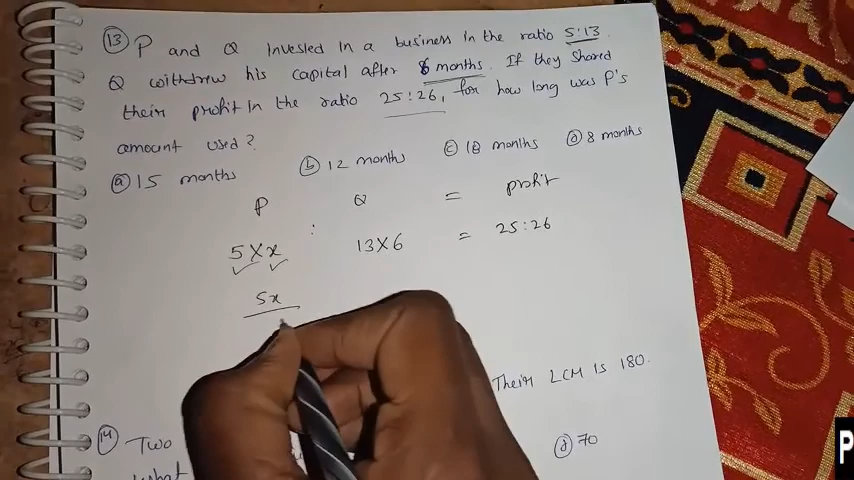 13 P and Q Invested in a business in the ratio 5:13.
Q withdrew his capital after 6 months. If they shared
their profit in the ratio 25:26, for how long was P's
amount used?
a 15 months b 12 months c 18 months d 8 months
P Q = profit
5 X x : 13 X 6 = 25:26
5x
Their LCM is 180.
14 Two
d 70
What
P